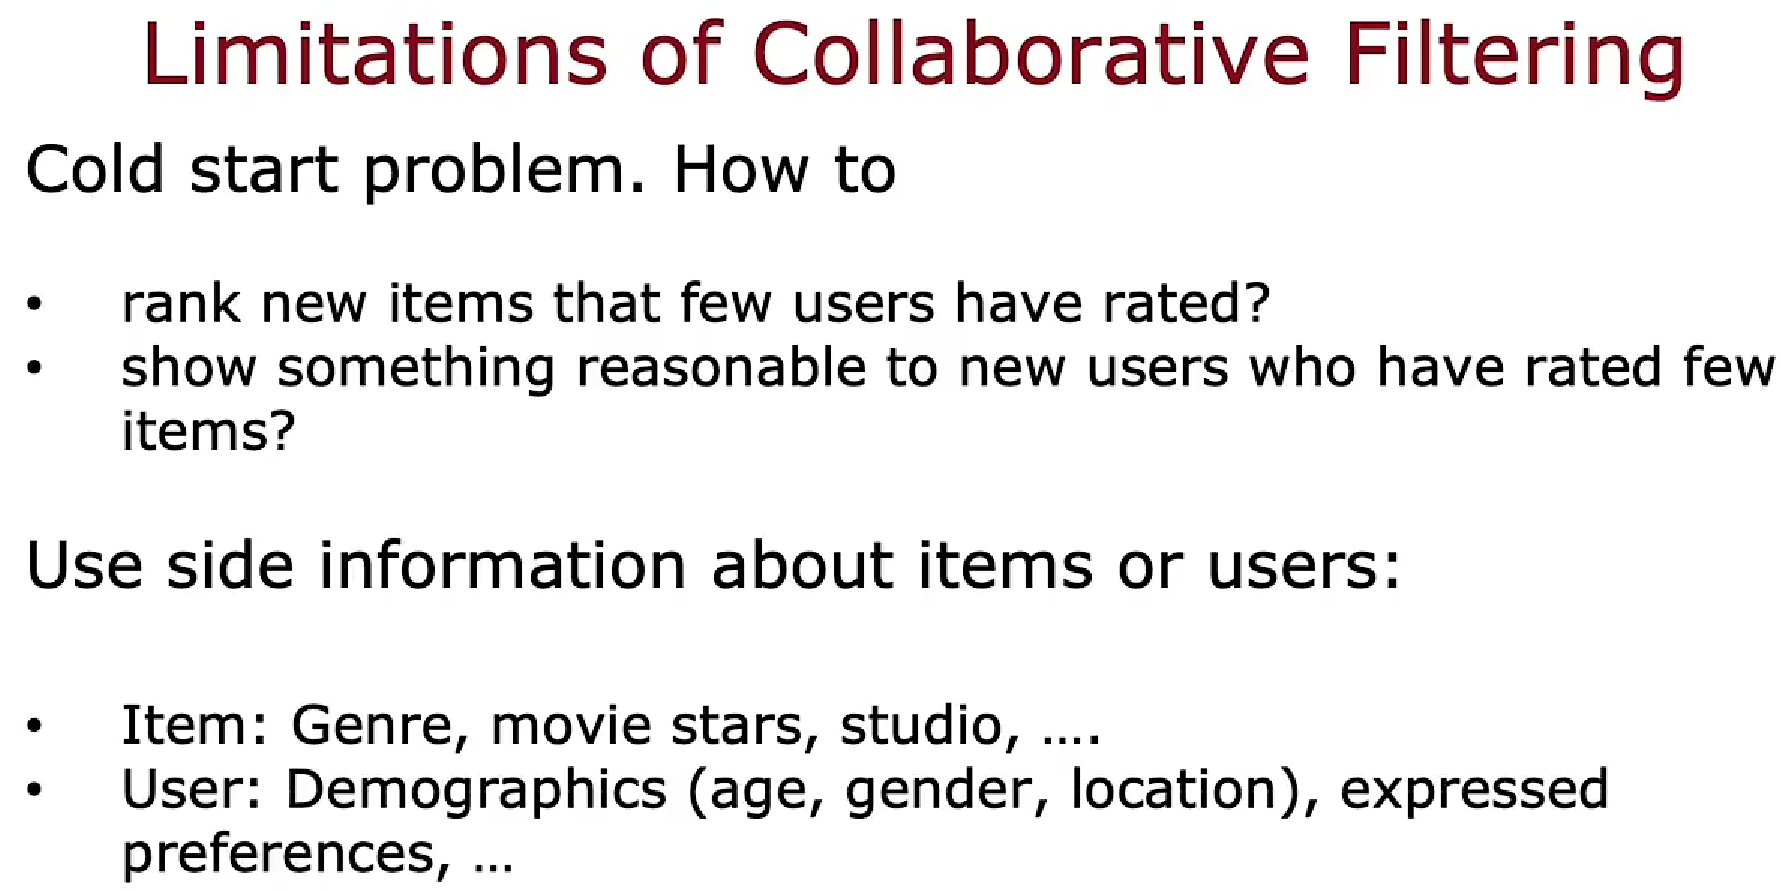 Limitations of Collaborative Filtering
Cold start problem. How to
• rank new items that few users have rated?
• show something reasonable to new users who have rated few
items?
Use side information about items or users:
• Item: Genre, movie stars, studio, ....
• User: Demographics (age, gender, location), expressed
preferences, ...